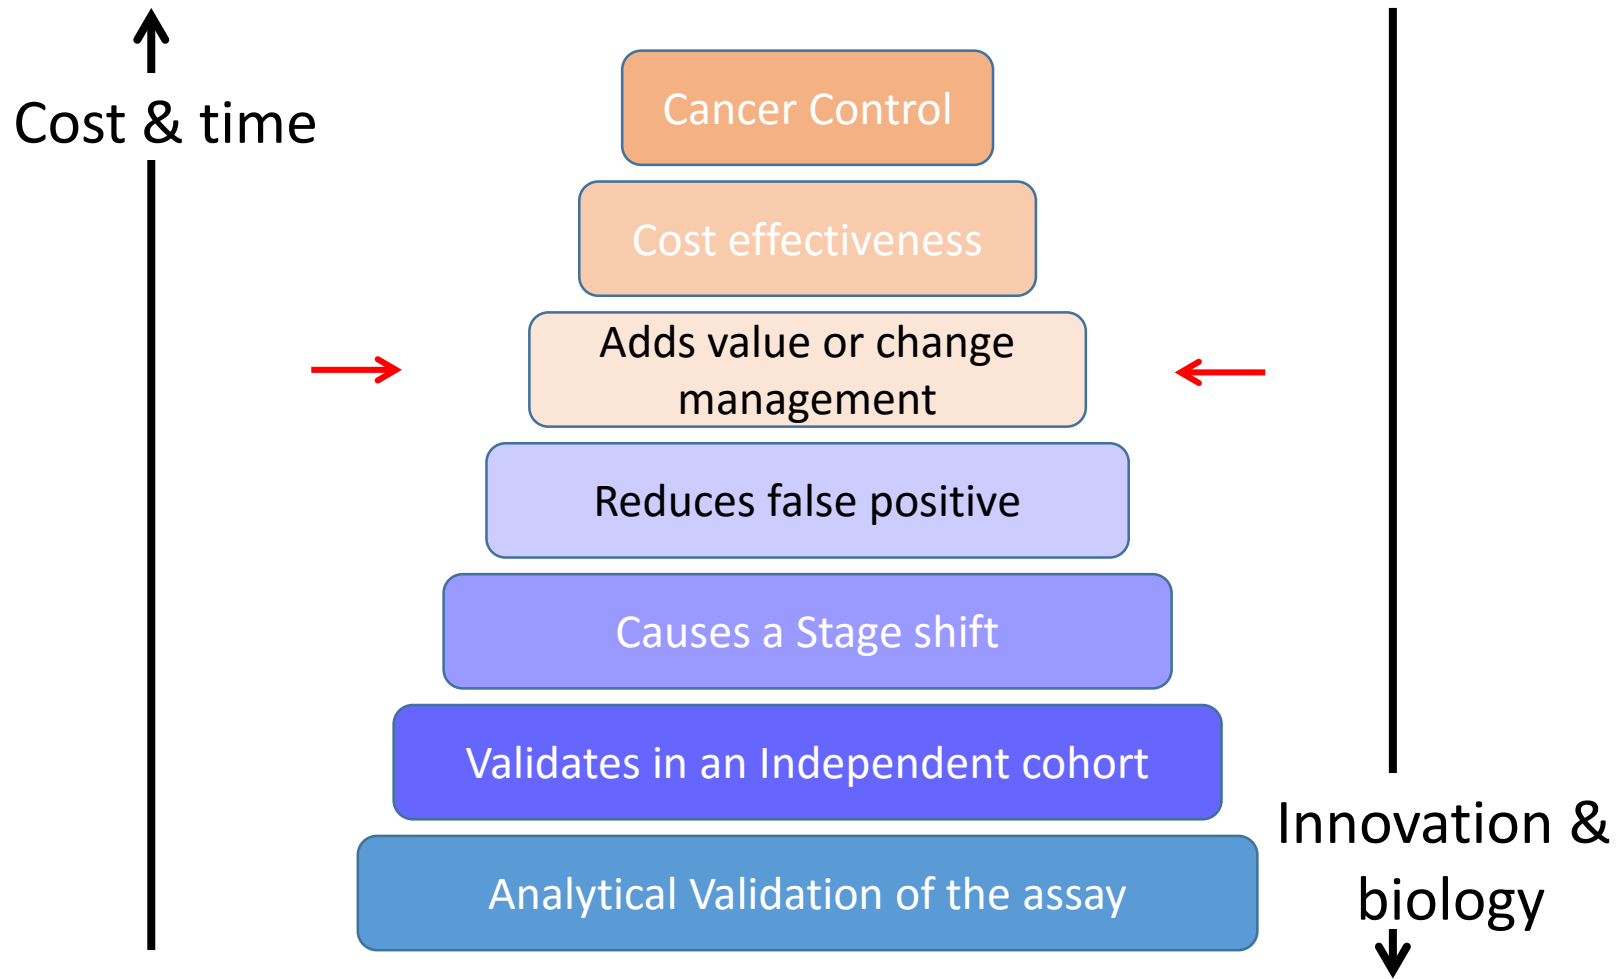 Cost & time
Cancer Control
Cost effectiveness
Adds value or change
management
Reduces false positive
Causes a Stage shift
Validates in an Independent cohort
Analytical Validation of the assay
Innovation &
biology